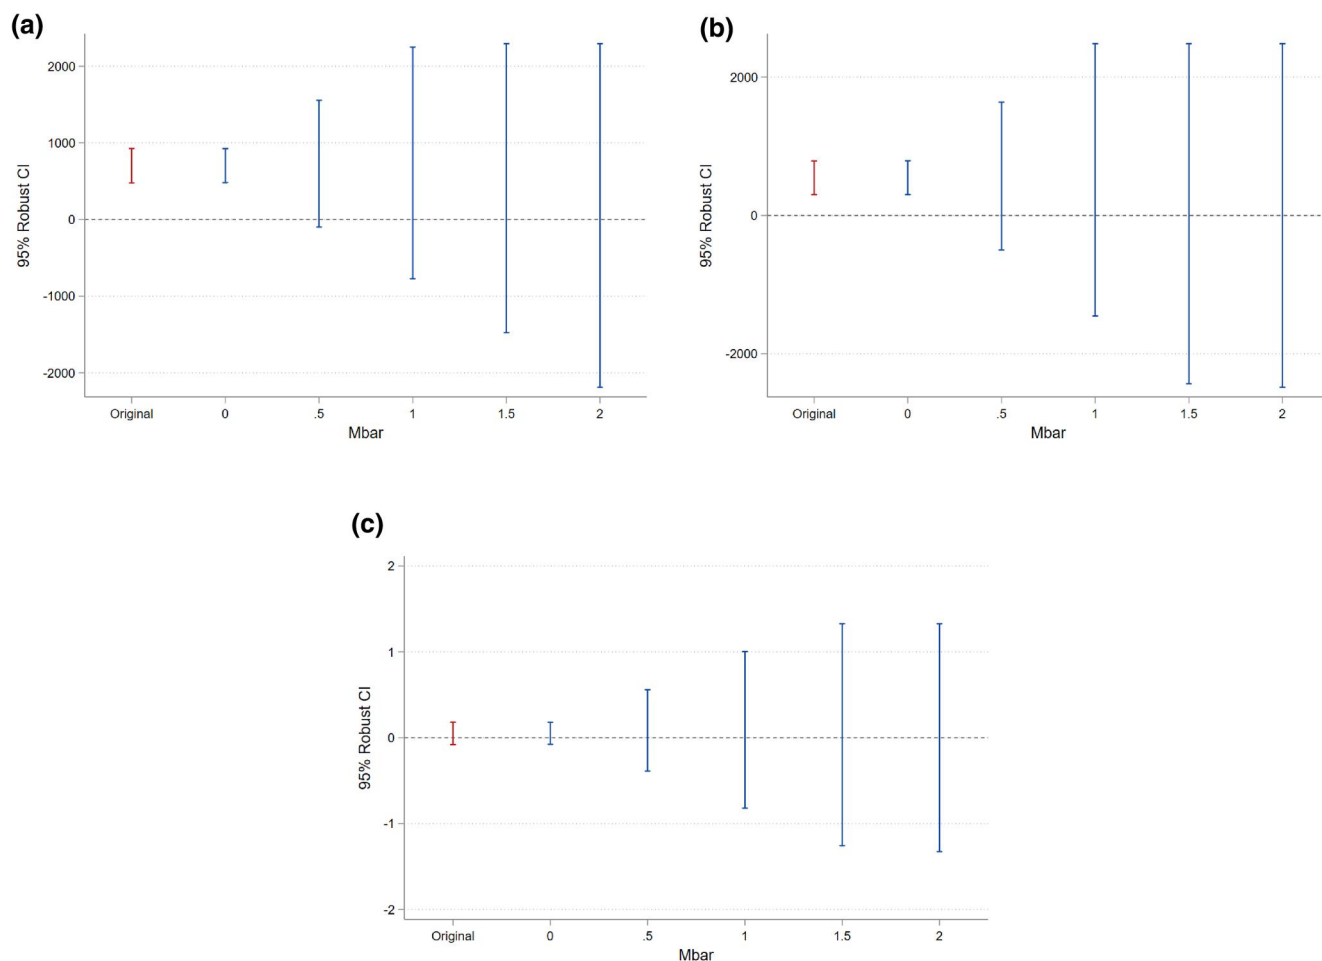 (a)
95% Robust CI
2000
1000
0
-1000
-2000
Original 0 .5 1 1.5 2
Mbar
(b)
95% Robust CI
2000
0
-2000
Original 0 .5 1 1.5 2
Mbar
(c)
95% Robust CI
2
1
0
-1
-2
Original 0 .5 1 1.5 2
Mbar